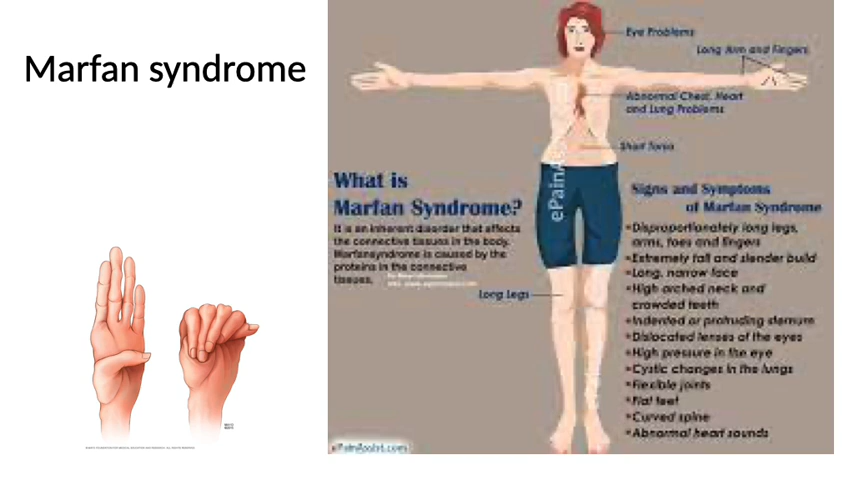 Marfan syndrome
Eye Problems
Long Arm and Fingers
Abnormal Chest, Heart
and Lung Problems
Short Torso
ePainA
What is
Marfan Syndrome?
It is an inherent disorder that affects
the connective tissuns in the body.
Marfansyndrome is caused by the
proteins in the connective
tissues.
Long Legs
Signs and Symptoms
of Marfan Syndrome
•Disproportionately long legs,
arms, toes and fingers
•Extremely tall and slender build
•Long, narrow face
•High arched neck and
crowded teeth
•Indented or protruding sternum
•Dislocated lenses of the eyes
•High pressure in the eye
•Cystic changes in the lungs
•Flexible joints
•Flat feet
•Curved spine
•Abnormal heart sounds
ePainAssist.com